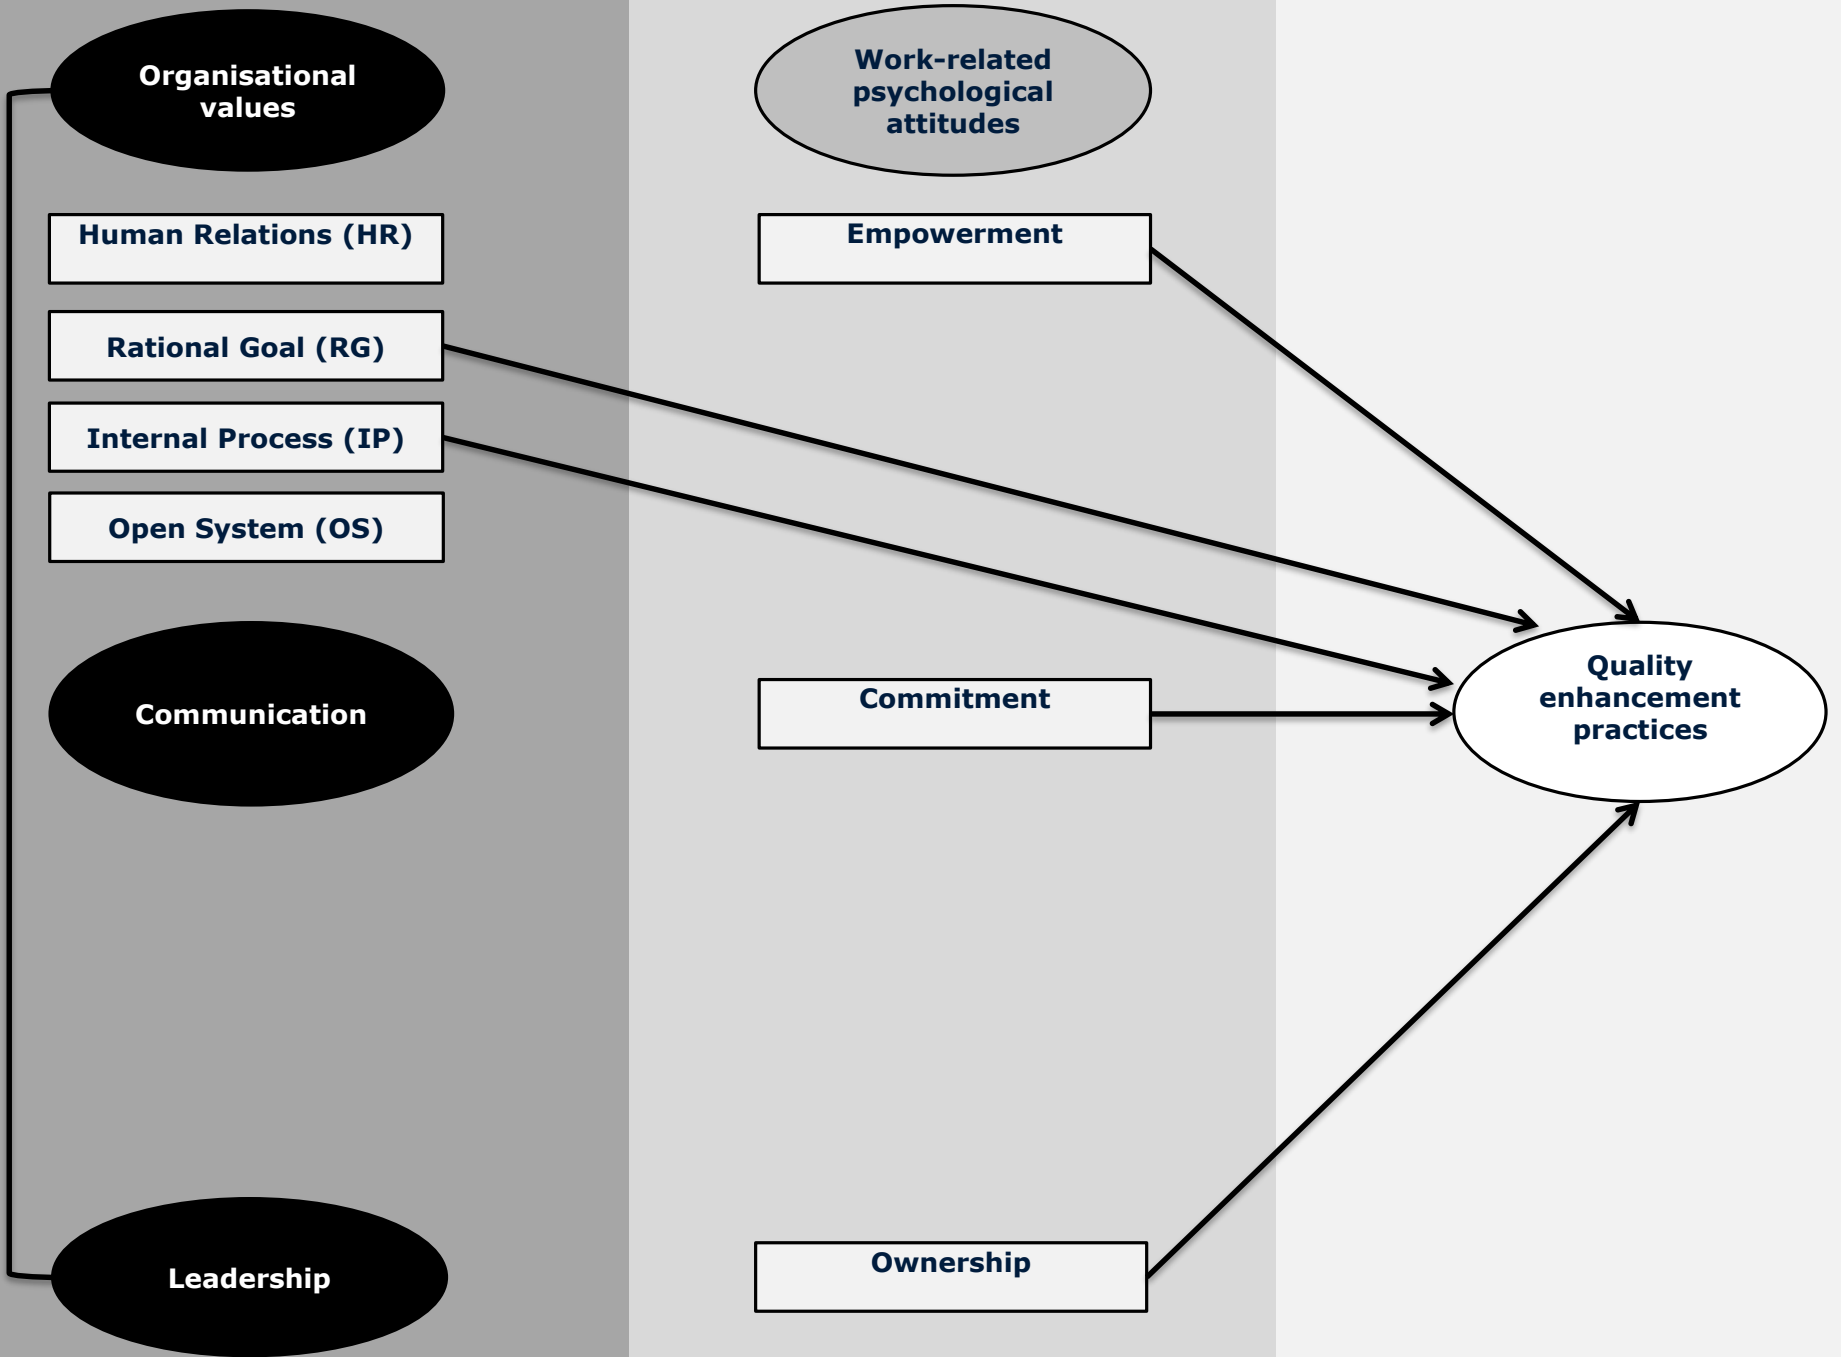 Organisational
values
Human Relations (HR)
Rational Goal (RG)
Internal Process (IP)
Open System (OS)
Communication
Leadership
Work-related
psychological
attitudes
Empowerment
Commitment
Ownership
Quality
enhancement
practices